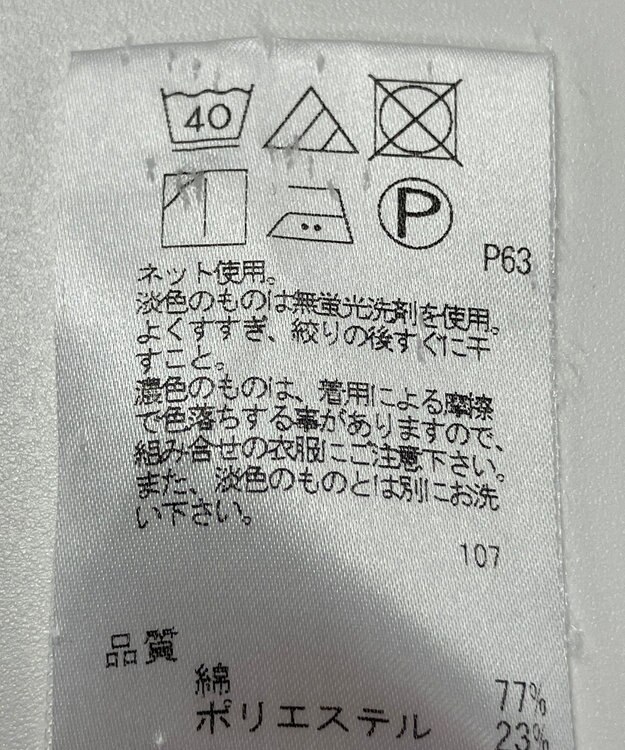 40
P
P63
ネット使用。
淡色のものは無蛍光洗剤を使用。
よくすすぎ、絞りの後すぐに干
すこと。
濃色のものは、着用による摩擦
で色落ちする事がありますので、
組み合せの衣服にご注意下さい。
また、淡色のものとは別にお洗
い下さい。
107
品質
綿 77%
ポリエステル 23%